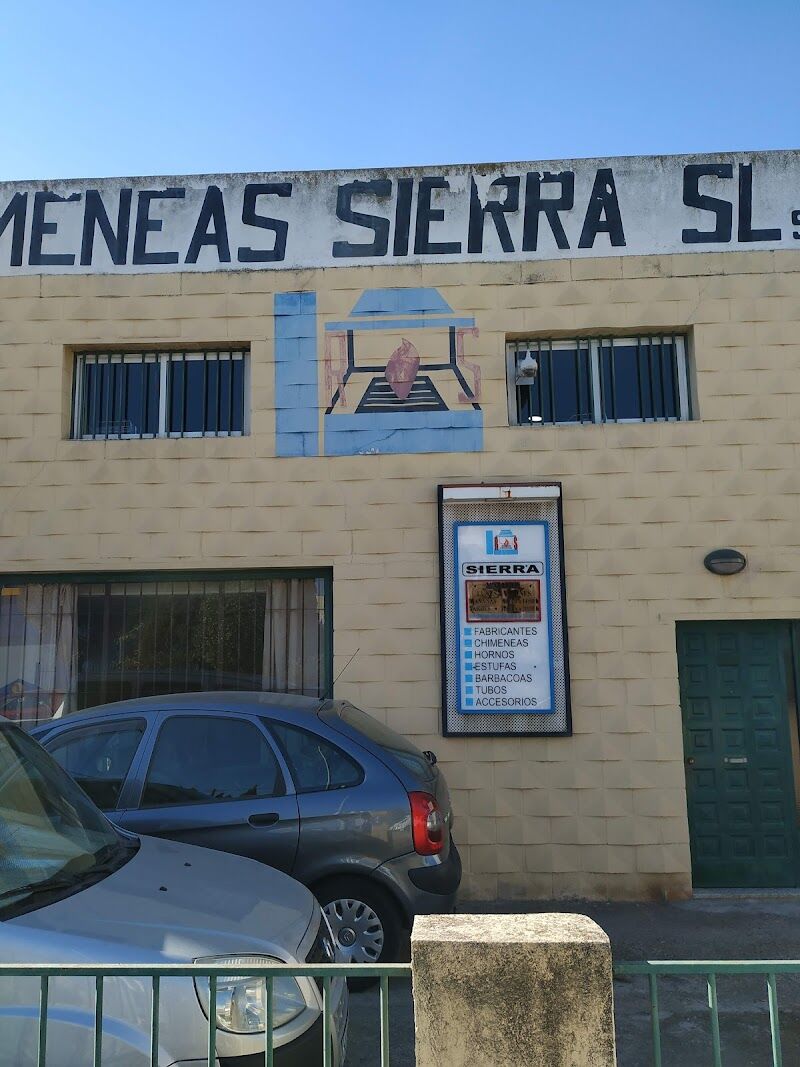 MENEAS SIERRA SL S
R S
SIERRA
FABRICANTES
CHIMENEAS
HORNOS
ESTUFAS
BARBACOAS
TUBOS
ACCESORIOS